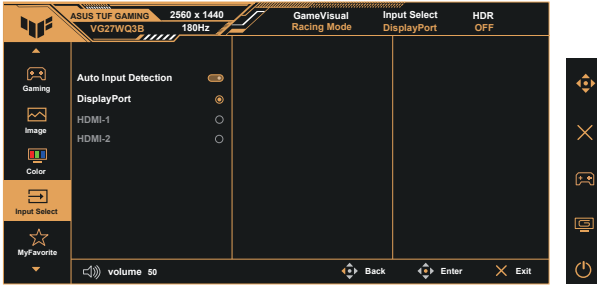 ASUS TUF GAMING 2560 x 1440
VG27WQ3B 180Hz
GameVisual
Racing Mode
Input Select
DisplayPort
HDR
OFF
Gaming
Image
Color
Input Select
MyFavorite
Auto Input Detection
DisplayPort
HDMI-1
HDMI-2
volume 50
Back
Enter
Exit